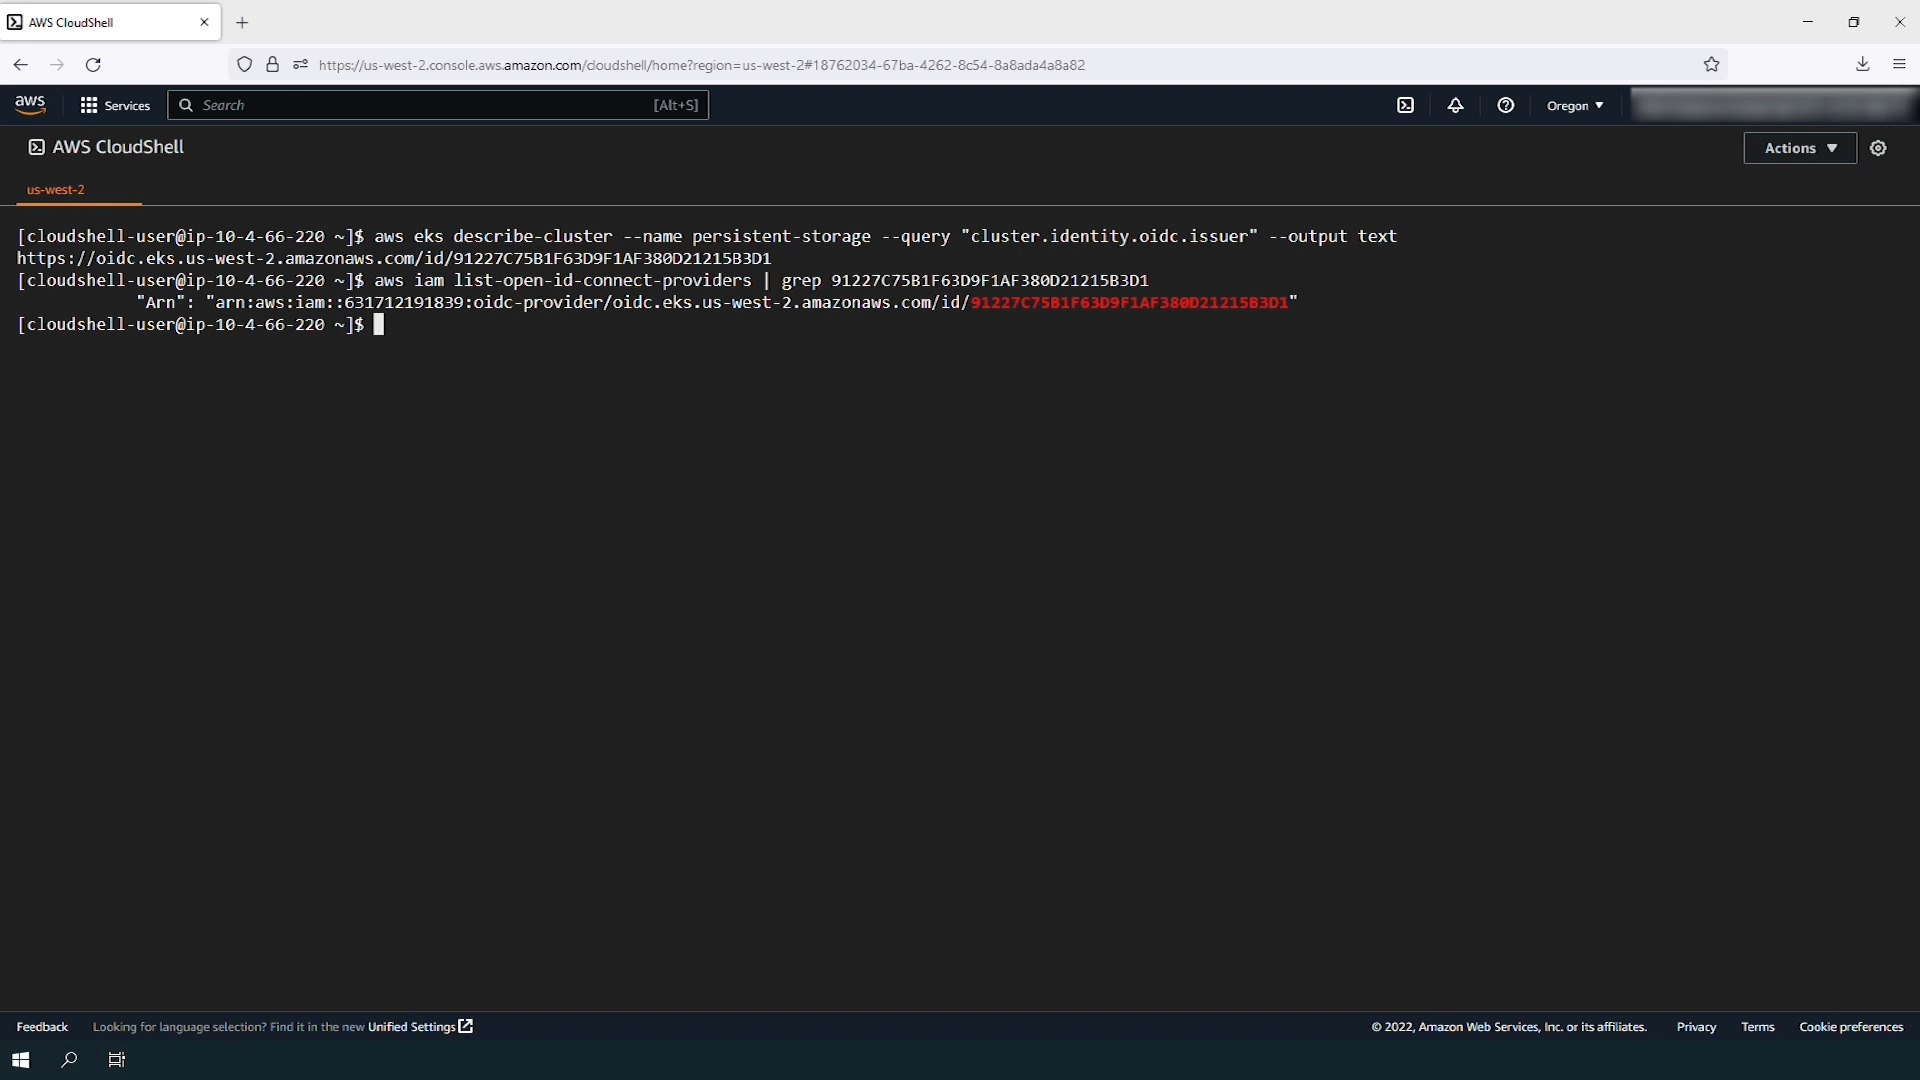 AWS CloudShell
https://us-west-2.console.aws.amazon.com/cloudshell/home?region=us-west-2#18762034-67ba-4262-8c54-8a8ada4a8a82
aws Services Search [Alt+S] Oregon
AWS CloudShell Actions
us-west-2
[cloudshell-user@ip-10-4-66-220 ~]$ aws eks describe-cluster --name persistent-storage --query "cluster.identity.oidc.issuer" --output text
https://oidc.eks.us-west-2.amazonaws.com/id/91227C75B1F63D9F1AF380D21215B3D1
[cloudshell-user@ip-10-4-66-220 ~]$ aws iam list-open-id-connect-providers | grep 91227C75B1F63D9F1AF380D21215B3D1
"Arn": "arn:aws:iam::631712191839:oidc-provider/oidc.eks.us-west-2.amazonaws.com/id/91227C75B1F63D9F1AF380D21215B3D1"
[cloudshell-user@ip-10-4-66-220 ~]$
Feedback Looking for language selection? Find it in the new Unified Settings © 2022, Amazon Web Services, Inc. or its affiliates. Privacy Terms Cookie preferences